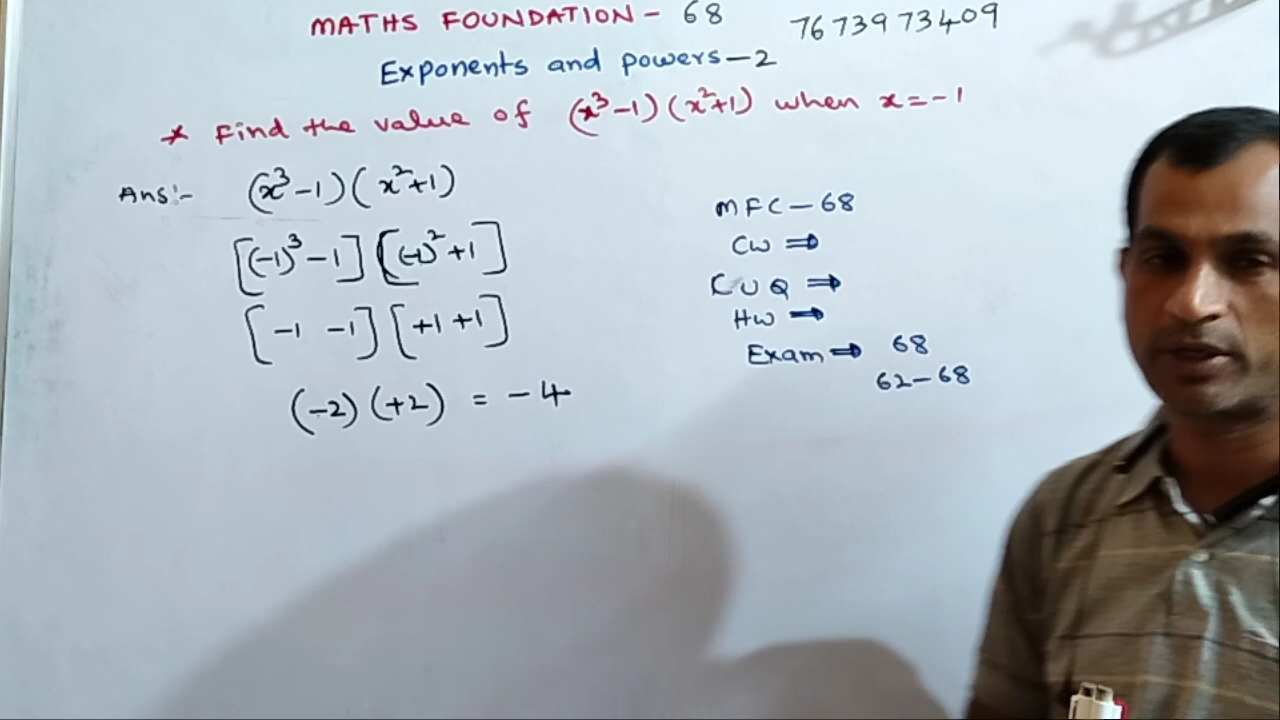 MATHS FOUNDATION - 68
7673973409
Exponents and powers-2
* Find the value of (x³-1)(x²+1) when x=-1
Ans:- (x³-1)(x²+1)
[(-1)³-1][(-1)²+1]
[-1 -1][+1+1]
(-2)(+2) = -4
MFC-68
CW ⇒
CUQ ⇒
HW ⇒
Exam ⇒ 68
62-68